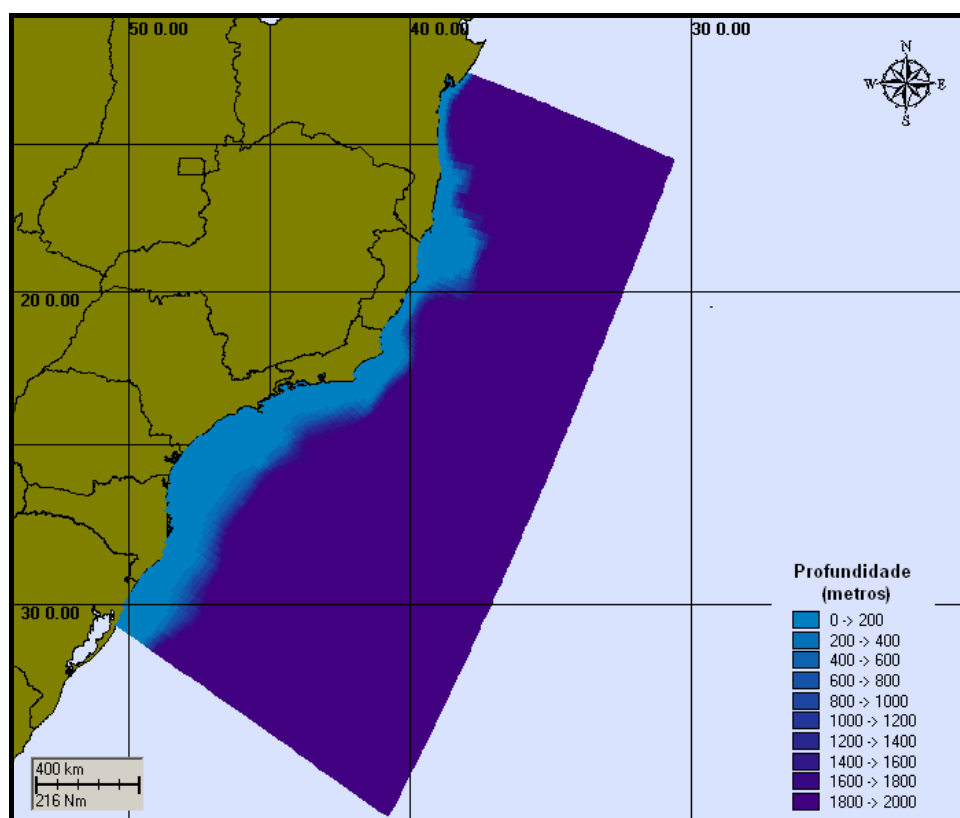 50 0.00
40 0.00
30 0.00
N
W E
S
20 0.00
30 0.00
Profundidade
(metros)
0 -> 200
200 -> 400
400 -> 600
600 -> 800
800 -> 1000
1000 -> 1200
1200 -> 1400
1400 -> 1600
1600 -> 1800
1800 -> 2000
400 km
216 Nm